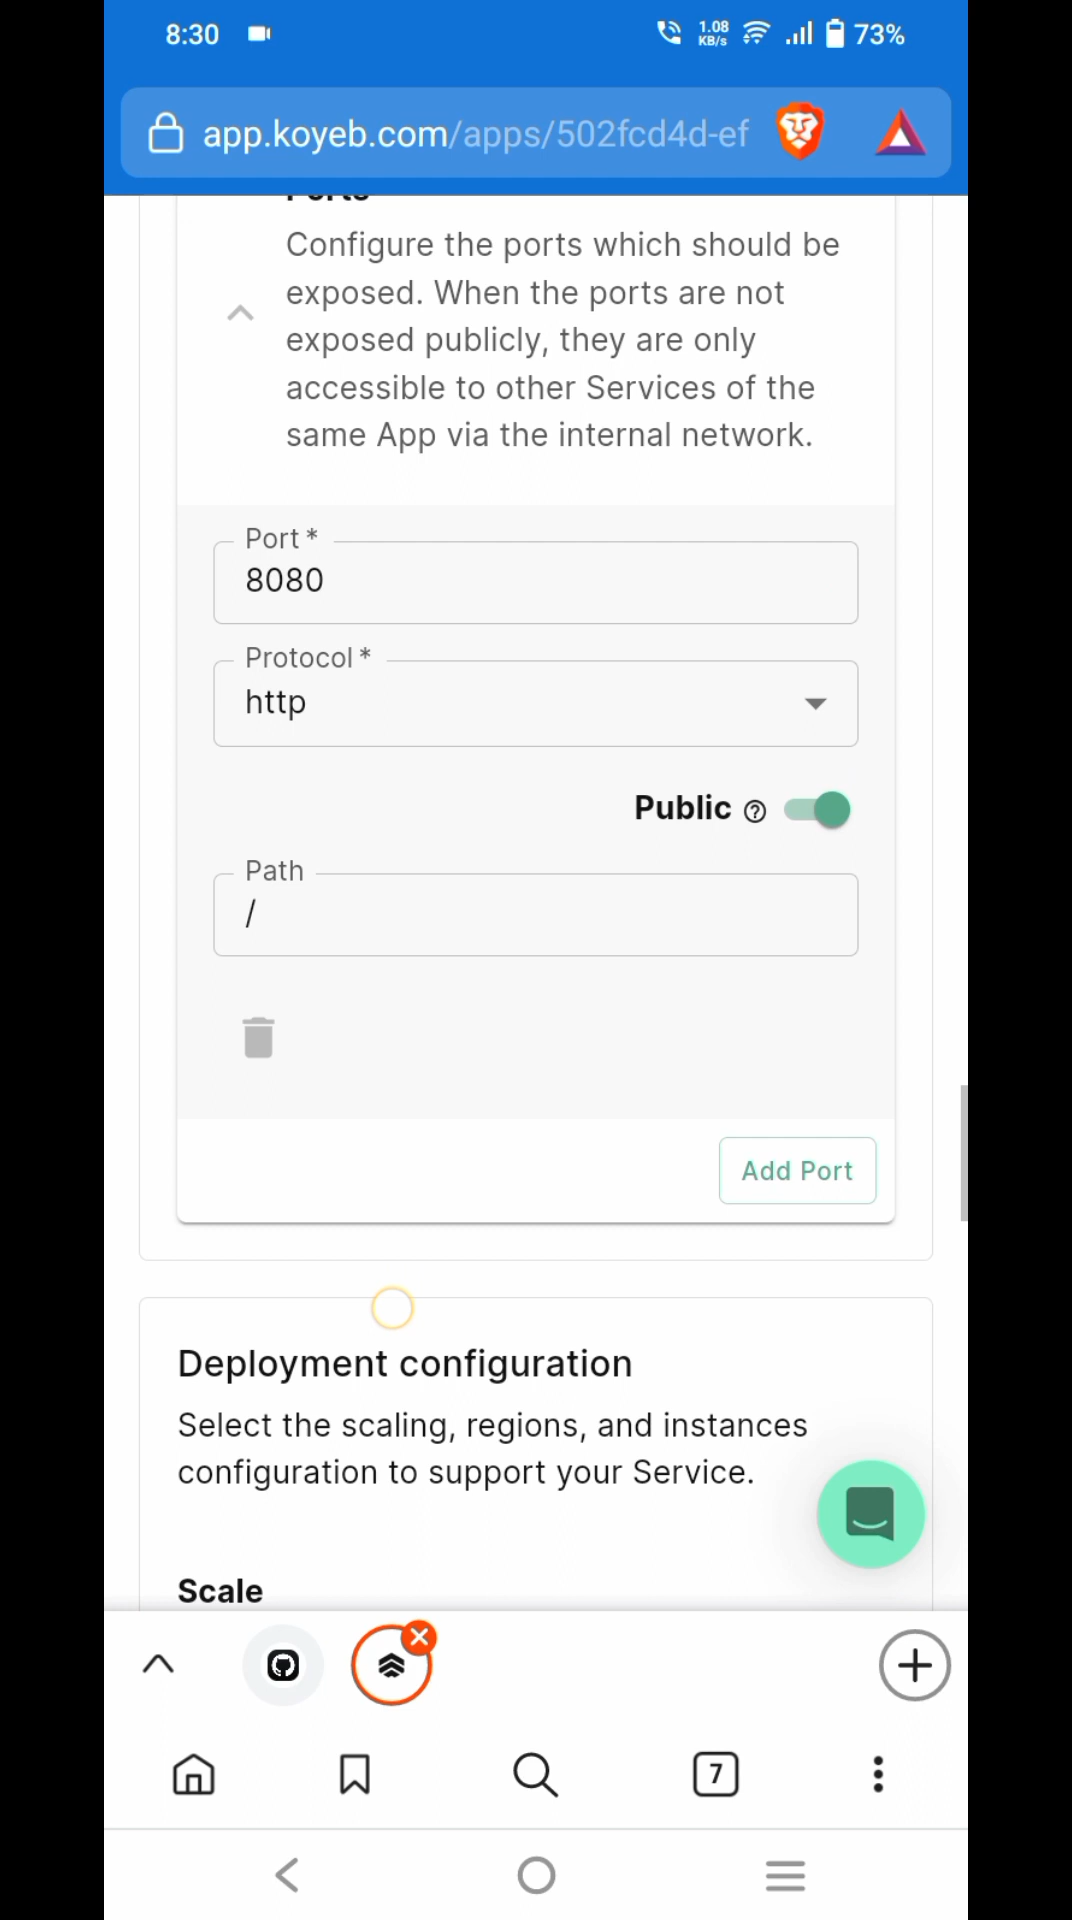 8:30
1.08
KB/s
73%
app.koyeb.com/apps/502fcd4d-ef
Ports
Configure the ports which should be
exposed. When the ports are not
exposed publicly, they are only
accessible to other Services of the
same App via the internal network.
Port *
8080
Protocol *
http
Public
Path
/
Add Port
Deployment configuration
Select the scaling, regions, and instances
configuration to support your Service.
Scale
7